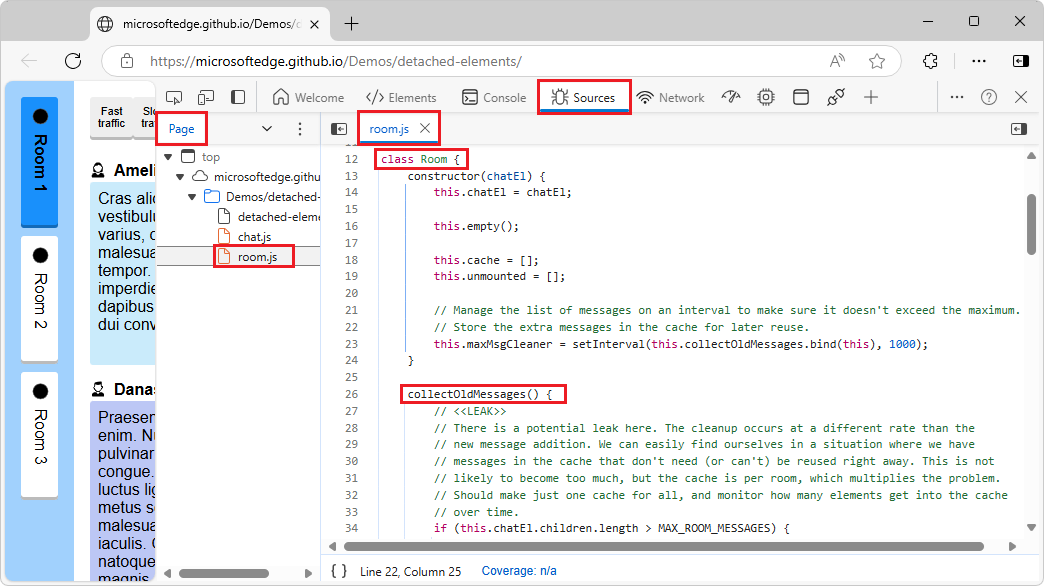 microsoftedge.github.io/Demos/d
https://microsoftedge.github.io/Demos/detached-elements/
Room 1
Room 2
Room 3
Fast
traffic
Slo
tra
Ameli
Cras alic
vestibulu
varius, c
malesua
tempor.
imperdie
dapibus
dui conv
Danas
Praesen
enim. Nu
pulvinar
congue.
luctus lig
metus se
malesua
iaculis. C
natoque
magnis
Welcome
Elements
Console
Sources
Network
Page
top
microsoftedge.githu
Demos/detached-
detached-eleme
chat.js
room.js
room.js
12 class Room {
13 constructor(chatEl) {
14 this.chatEl = chatEl;
15
16 this.empty();
17
18 this.cache = [];
19 this.unmounted = [];
20
21 // Manage the list of messages on an interval to make sure it doesn't exceed the maximum.
22 // Store the extra messages in the cache for later reuse.
23 this.maxMsgCleaner = setInterval(this.collectOldMessages.bind(this), 1000);
24 }
25
26 collectOldMessages() {
27 // <<LEAK>>
28 // There is a potential leak here. The cleanup occurs at a different rate than the
29 // new message addition. We can easily find ourselves in a situation where we have
30 // messages in the cache that don't need (or can't) be reused right away. This is not
31 // likely to become too much, but the cache is per room, which multiplies the problem.
32 // Should make just one cache for all, and monitor how many elements get into the cache
33 // over time.
34 if (this.chatEl.children.length > MAX_ROOM_MESSAGES) {
{ } Line 22, Column 25 Coverage: n/a